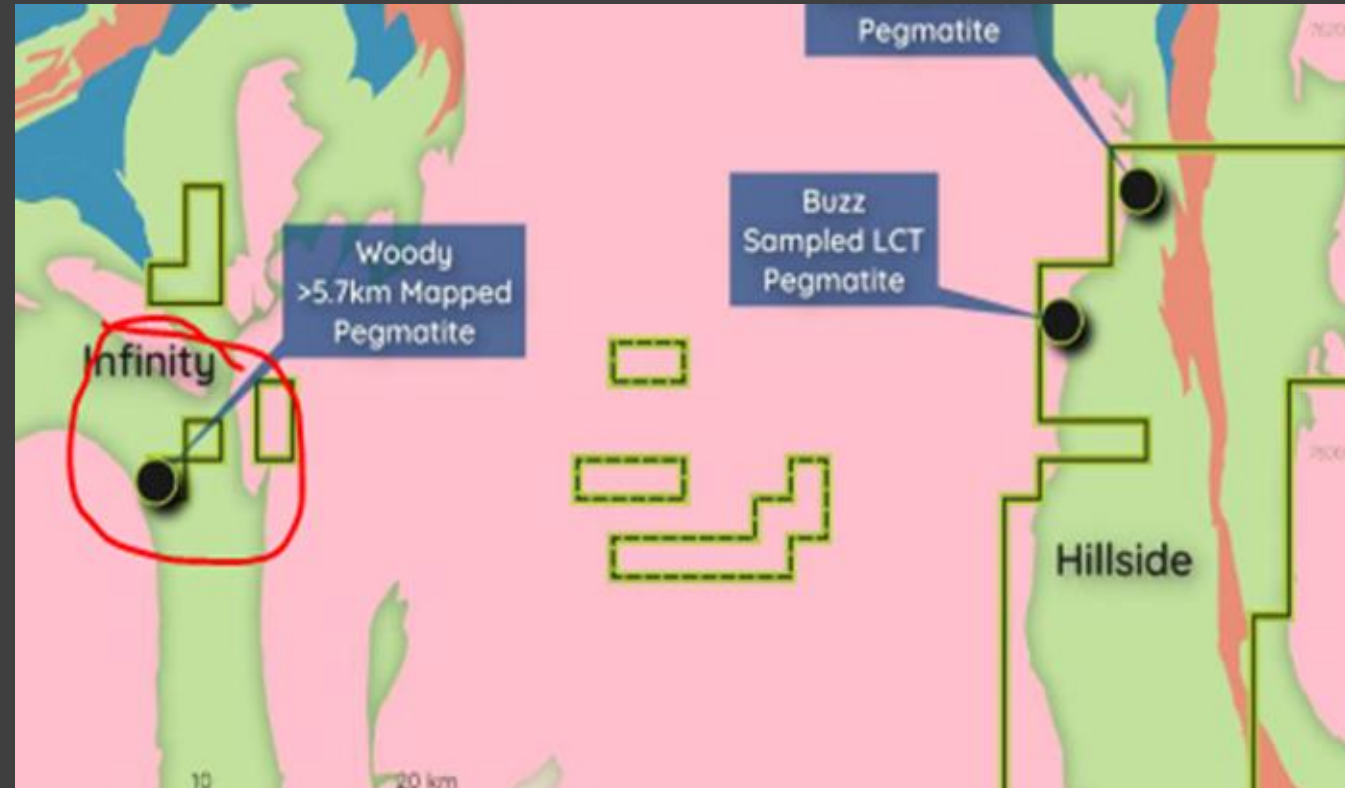 Pegmatite
Buzz
Sampled LCT
Pegmatite
Woody
>5.7km Mapped
Pegmatite
Infinity
Hillside
10
20 km